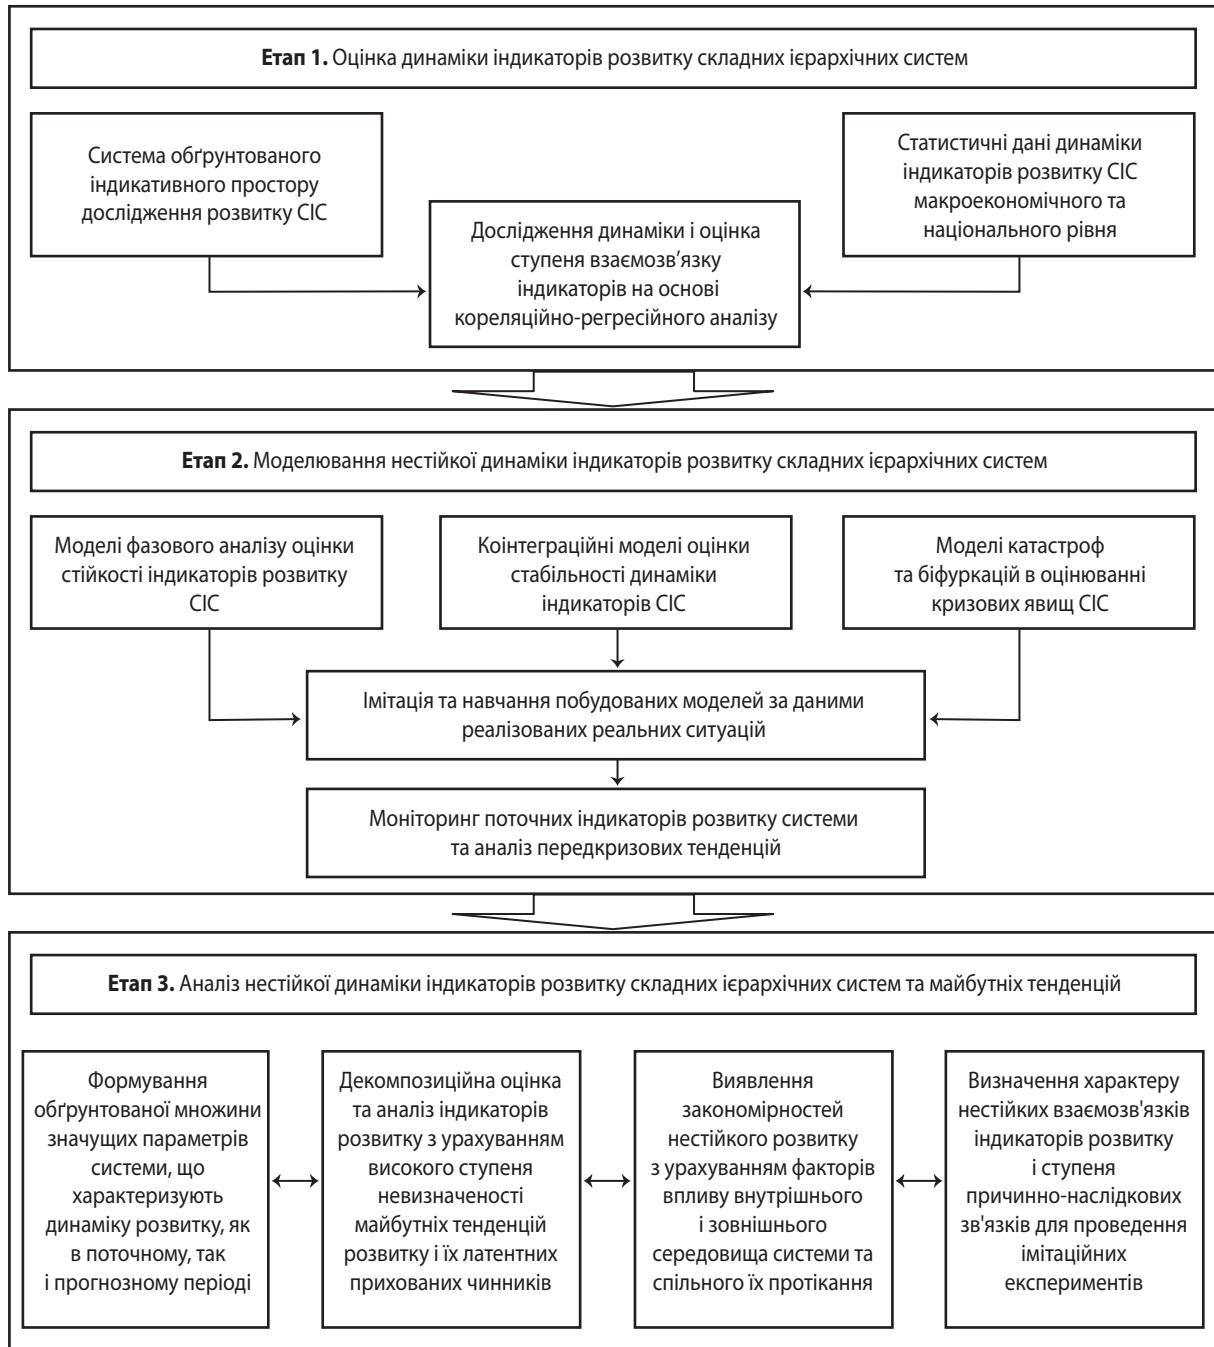 Етап 1. Оцінка динаміки індикаторів розвитку складних ієрархічних систем
Система обґрунтованого
індикативного простору
дослідження розвитку СІС
Статистичні дані динаміки
індикаторів розвитку СІС
макроекономічного та
національного рівня
Дослідження динаміки і оцінка
ступеня взаємозв'язку
індикаторів на основі
кореляційно-регресійного аналізу
Етап 2. Моделювання нестійкої динаміки індикаторів розвитку складних ієрархічних систем
Моделі фазового аналізу оцінки
стійкості індикаторів розвитку
СІС
Коінтеграційні моделі оцінки
стабільності динаміки
індикаторів СІС
Моделі катастроф
та біфуркацій в оцінюванні
кризових явищ СІС
Імітація та навчання побудованих моделей за даними
реалізованих реальних ситуацій
Моніторинг поточних індикаторів розвитку системи
та аналіз передкризових тенденцій
Етап 3. Аналіз нестійкої динаміки індикаторів розвитку складних ієрархічних систем та майбутніх тенденцій
Формування
обґрунтованої множини
значущих параметрів
системи, що
характеризують
динаміку розвитку, як
в поточному, так
і прогнозному періоді
Декомпозиційна оцінка
та аналіз індикаторів
розвитку з урахуванням
високого ступеня
невизначеності
майбутніх тенденцій
розвитку і їх латентних
прихованих чинників
Виявлення
закономірностей
нестійкого розвитку
з урахуванням факторів
впливу внутрішнього
і зовнішнього
середовища системи та
спільного їх протікання
Визначення характеру
нестійких взаємозв'язків
індикаторів розвитку
і ступеня
причинно-наслідкових
зв'язків для проведення
імітаційних
експериментів